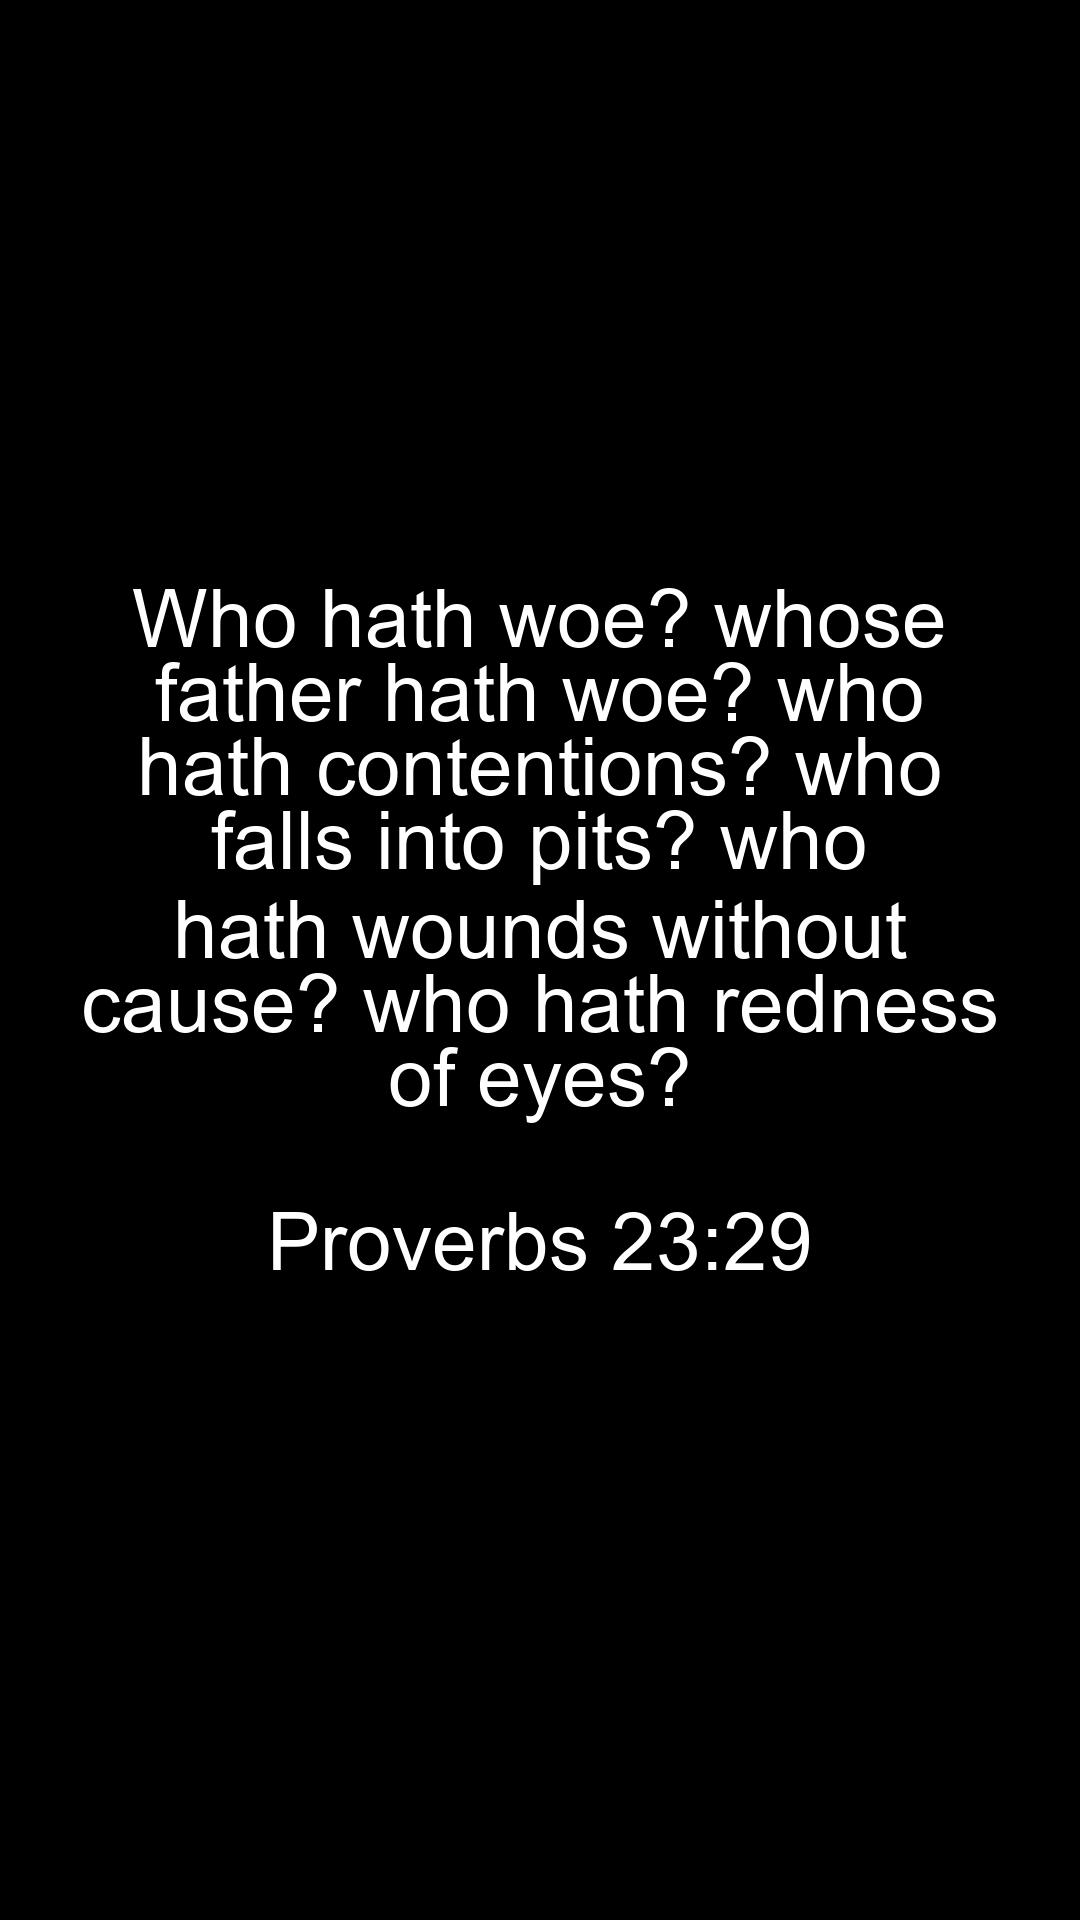 Who hath woe? whose
father hath woe? who
hath contentions? who
falls into pits? who
hath wounds without
cause? who hath redness
of eyes?
Proverbs 23:29